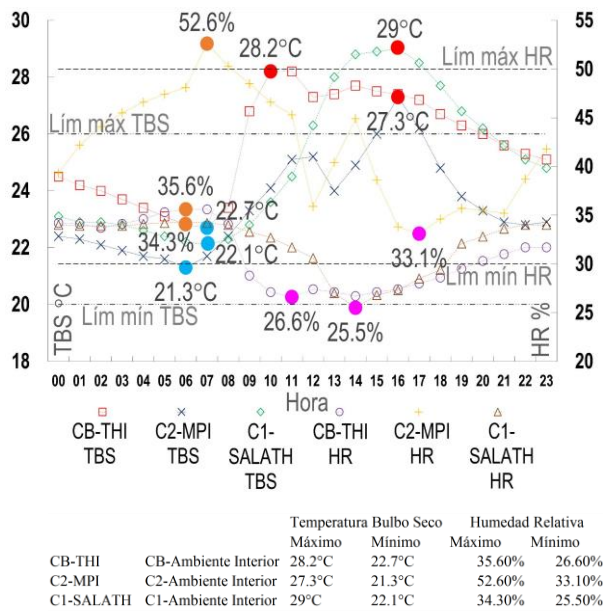 30 55
52.6%
28.2°C
29°C
28 Lím máx HR 50
45
26 Lím máx TBS
27.3°C
40
24
35.6%
22.7°C
35
22
34.3%
22.1°C
33.1%
30
21.3°C
Lím mín HR
20
Lím mín TBS
26.6%
25.5%
25
TBS °C
HR %
18 20
00 01 02 03 04 05 06 07 08 09 10 11 12 13 14 15 16 17 18 19 20 21 22 23
Hora
CB-THI TBS
C2-MPI TBS
C1-SALATH TBS
CB-THI HR
C2-MPI HR
C1-SALATH HR
Temperatura Bulbo Seco Humedad Relativa
Máximo Mínimo Máximo Mínimo
CB-THI CB-Ambiente Interior 28.2°C 22.7°C 35.60% 26.60%
C2-MPI C2-Ambiente Interior 27.3°C 21.3°C 52.60% 33.10%
C1-SALATH C1-Ambiente Interior 29°C 22.1°C 34.30% 25.50%